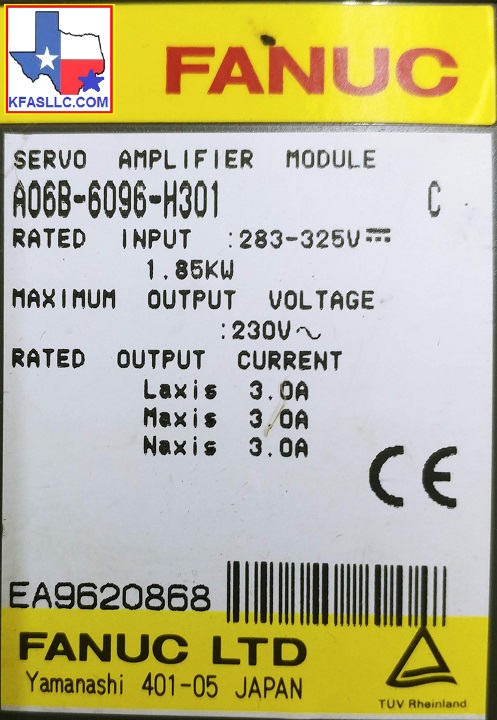 KFASLLC.COM
FANUC
SERVO AMPLIFIER MODULE
A06B-6096-H301 C
RATED INPUT :283-325V⎓
1.85KW
MAXIMUM OUTPUT VOLTAGE
:230V∿
RATED OUTPUT CURRENT
Laxis 3.0A
Maxis 3.0A
Naxis 3.0A
CE
EA9620868
FANUC LTD
Yamanashi 401-05 JAPAN
TÜV Rheinland